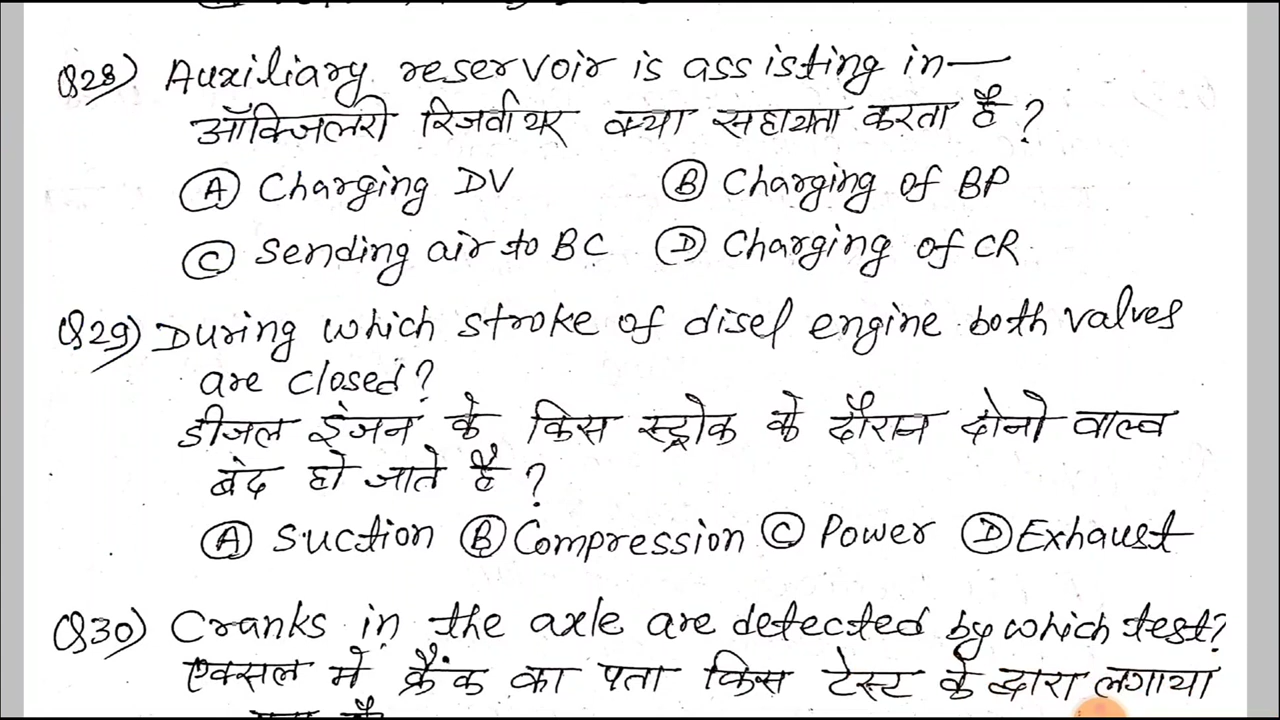 Q28) Auxiliary reservoir is assisting in—
ऑक्जिलरी रिजर्वायर क्या सहायता करता है ?
(A) Charging DV (B) Charging of BP
(C) Sending air to BC (D) Charging of CR
Q29) During which stroke of disel engine both valves
are closed?
डीजल इंजन के किस स्ट्रोक के दौरान दोनो वाल्व
बंद हो जाते है ?
(A) Suction (B) Compression (C) Power (D) Exhaust
Q30) Cranks in the axle are detected by which test?
एक्सल में क्रैंक का पता किस टेस्ट के द्वारा लगाया